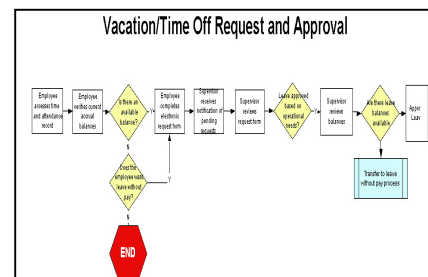 Vacation/Time Off Request and Approval
Employee
accesses time
and attendance
record
Employee
verifies current
accrual
balances
Is there an
available
balance?
Y
Employee
completes
electronic
request form
Supervisor
receives
notification of
pending
requests
Supervisor
reviews
request form
Leave approved
based on
operational
needs?
Y
Supervisor
reviews
balances
Are there leave
balances
available
Appro
Leav
Does the
employee want
leave without
pay?
Y
Transfer to leave
without pay process
END